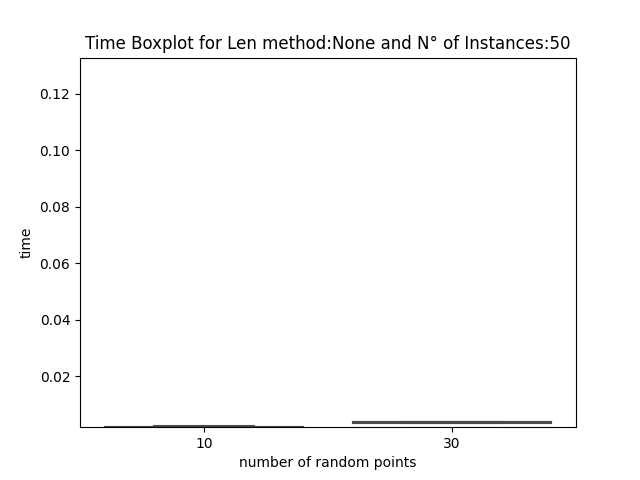 Time Boxplot for Len method:None and N° of Instances:50
0.12
0.10
0.08
0.06
0.04
0.02
time
10 30
number of random points